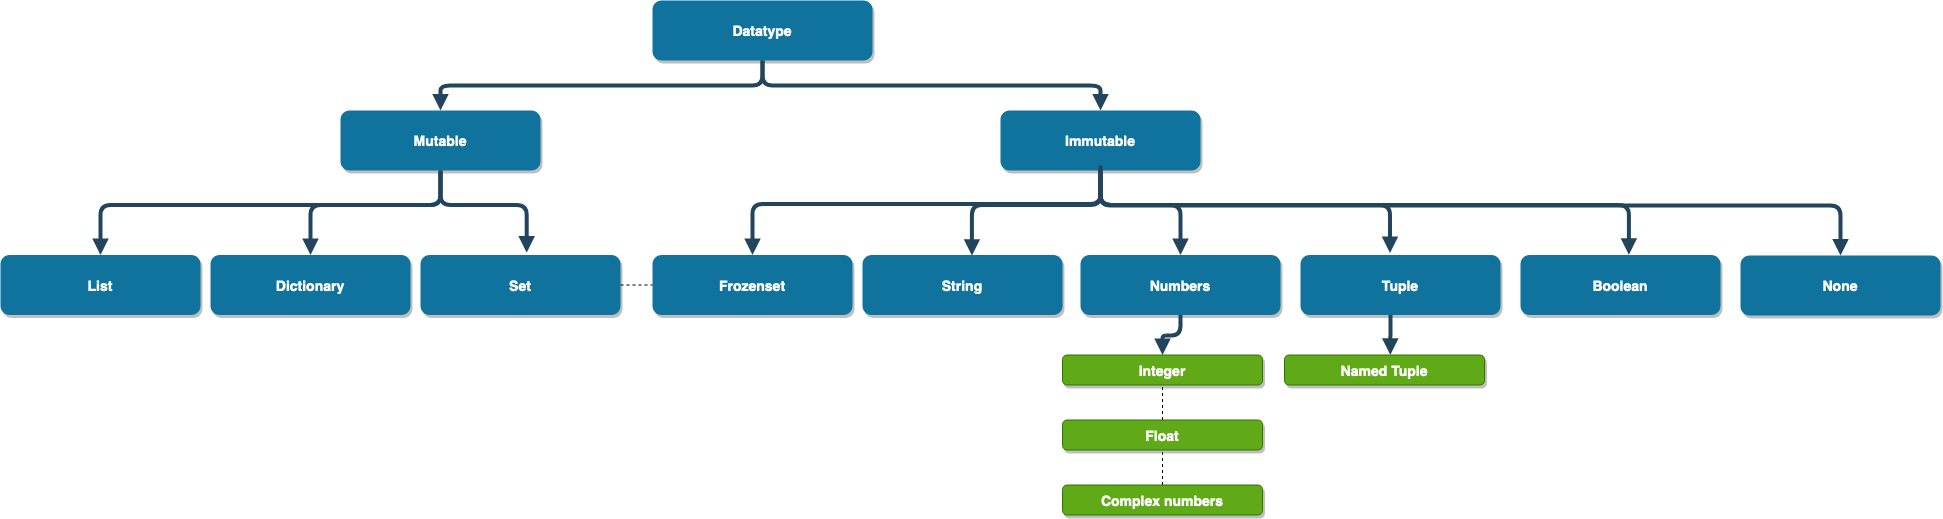 Datatype
Mutable
Immutable
List
Dictionary
Set
Frozenset
String
Numbers
Tuple
Boolean
None
Integer
Named Tuple
Float
Complex numbers